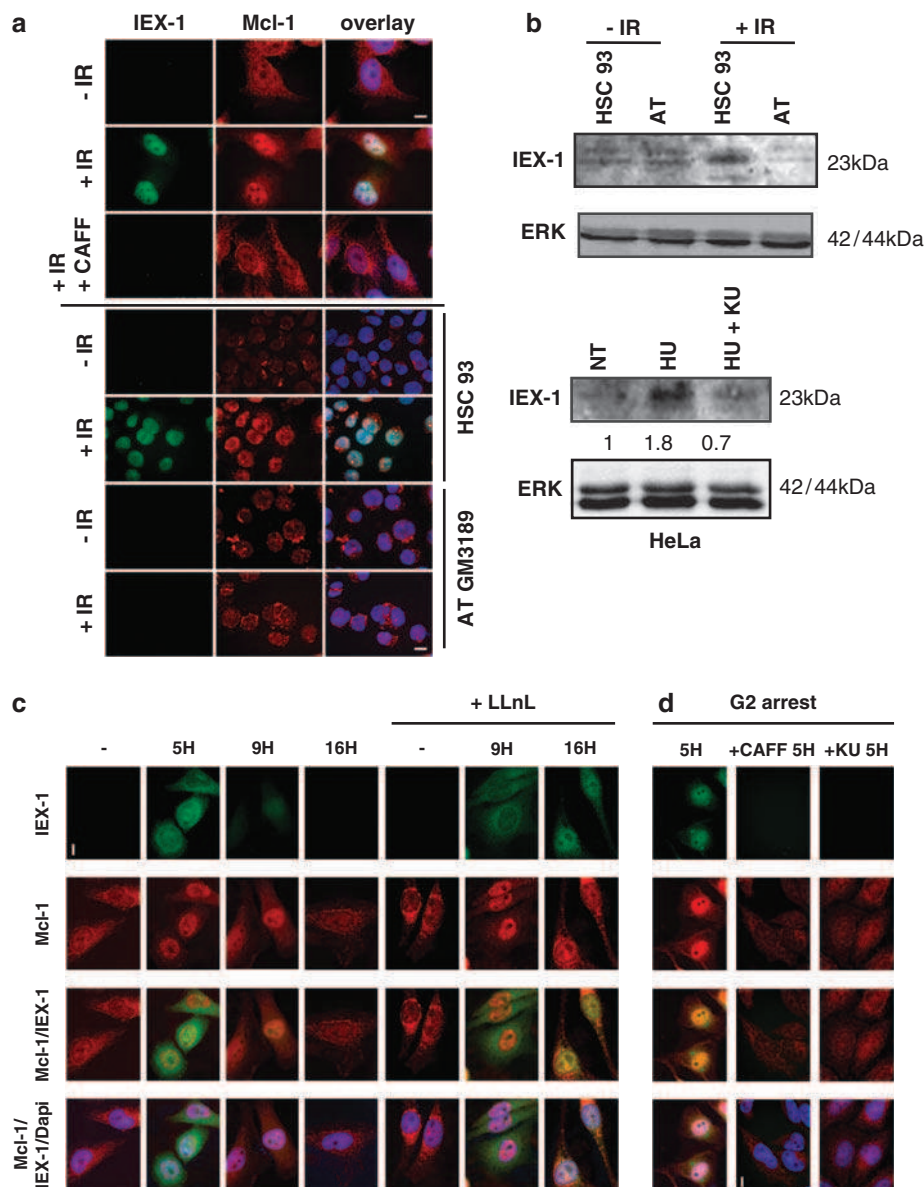 a
IEX-1 Mcl-1 overlay
- IR
+ IR
+ IR
+ CAFF
- IR
+ IR
HSC 93
- IR
+ IR
AT GM3189
b
- IR + IR
HSC 93 AT HSC 93 AT
IEX-1 23kDa
ERK 42/44kDa
NT HU HU + KU
IEX-1 23kDa
1 1.8 0.7
ERK 42/44kDa
HeLa
c
+ LLnL
- 5H 9H 16H - 9H 16H
IEX-1
Mcl-1
Mcl-1/IEX-1
Mcl-1/
IEX-1/Dapi
d G2 arrest
5H +CAFF 5H +KU 5H